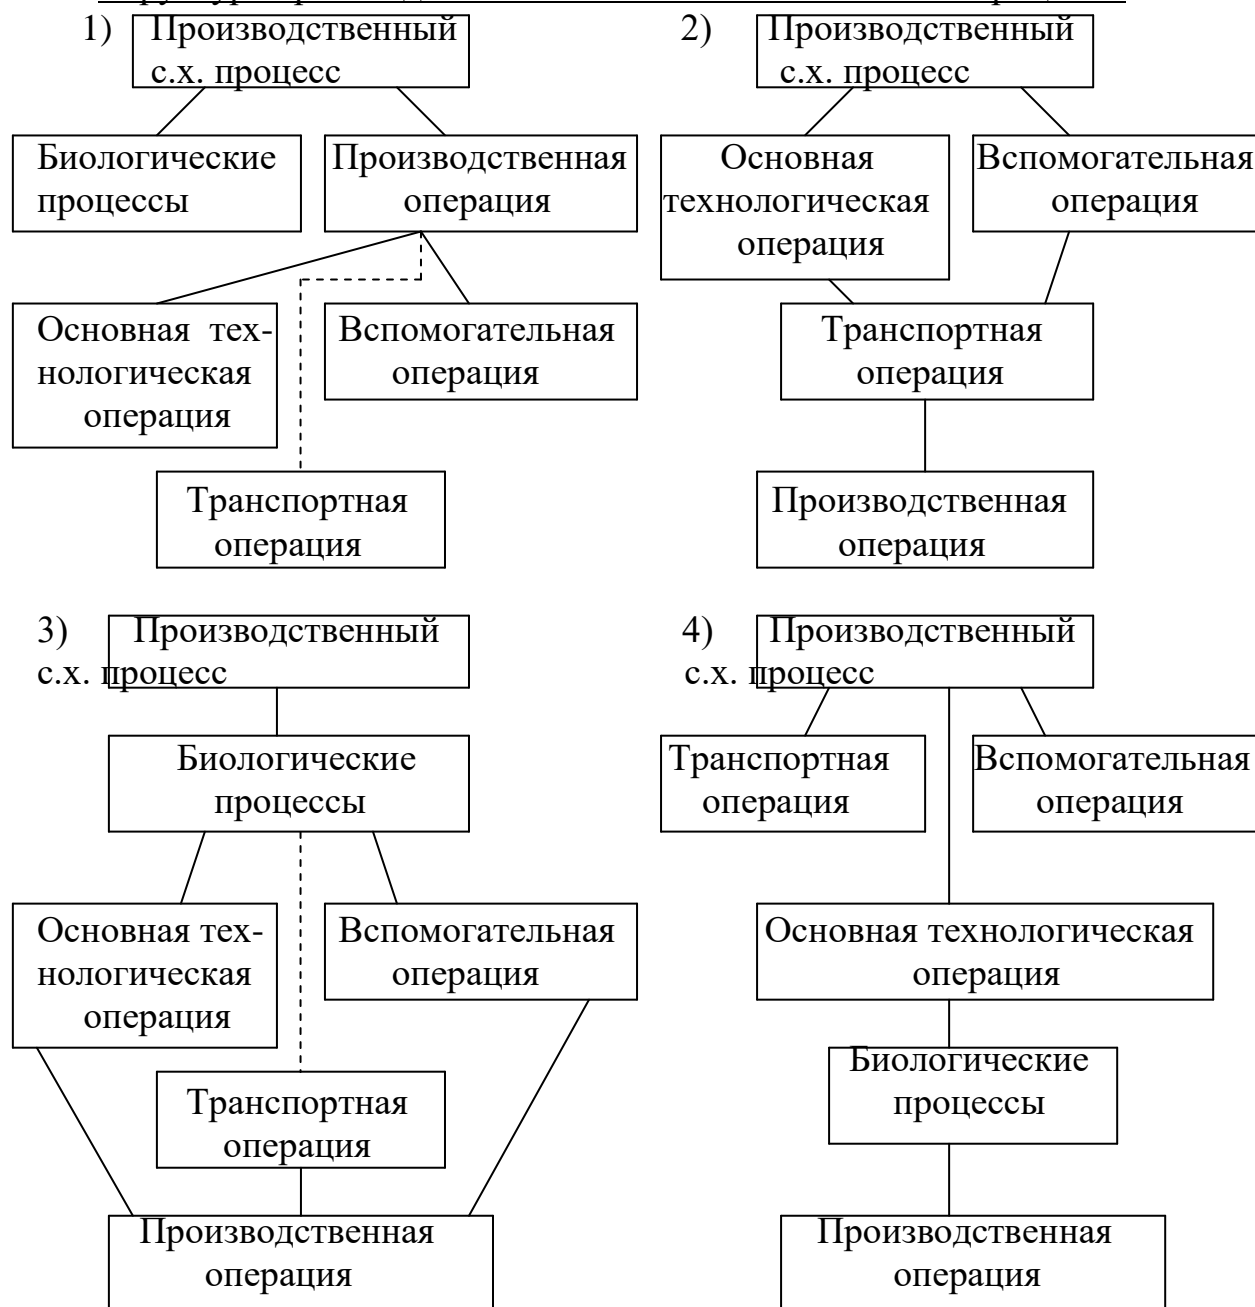 1) Производственный
с.х. процесс
Биологические
процессы
Производственная
операция
Основная тех-
нологическая
операция
Вспомогательная
операция
Транспортная
операция
2) Производственный
с.х. процесс
Основная
технологическая
операция
Вспомогательная
операция
Транспортная
операция
Производственная
операция
3) Производственный
с.х. процесс
Биологические
процессы
Основная тех-
нологическая
операция
Вспомогательная
операция
Транспортная
операция
Производственная
операция
4) Производственный
с.х. процесс
Транспортная
операция
Вспомогательная
операция
Основная технологическая
операция
Биологические
процессы
Производственная
операция